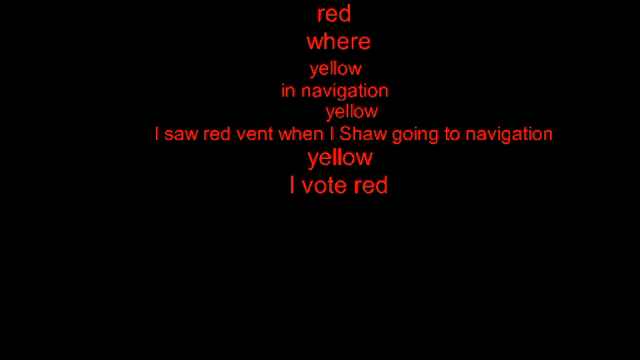 red
where
yellow
in navigation
yellow
I saw red vent when I Shaw going to navigation
yellow
I vote red